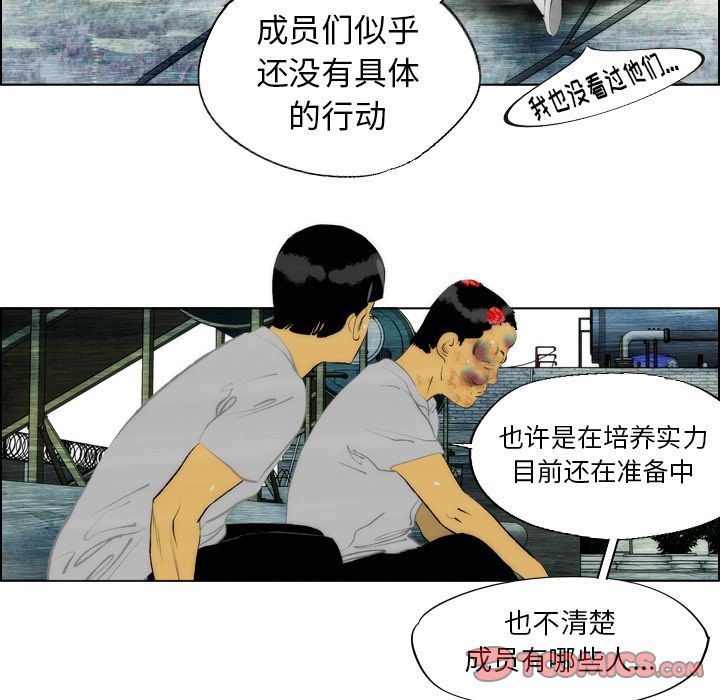 成员们似乎
还没有具体
的行动
我也没看过他们...
也许是在培养实力
目前还在准备中
也不清楚
成员有哪些人...
TCOMICS.COM